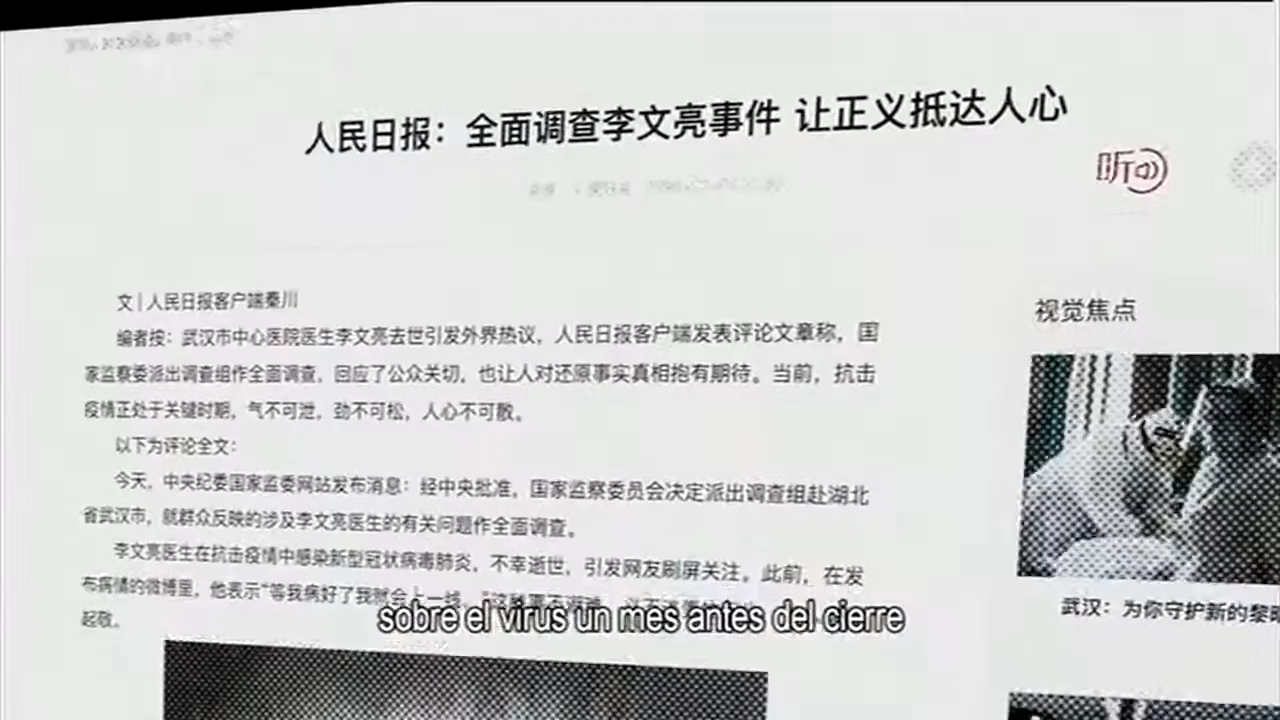 人民日报：全面调查李文亮事件 让正义抵达人心
听
文 | 人民日报客户端秦川
编者按：武汉市中心医院医生李文亮去世引发外界热议，人民日报客户端发表评论文章称，国
家监察委派出调查组作全面调查，回应了公众关切，也让人对还原事实真相抱有期待。当前，抗击
疫情正处于关键时期，气不可泄，劲不可松，人心不可散。
以下为评论全文：
今天，中央纪委国家监委网站发布消息：经中央批准，国家监察委员会决定派出调查组赴湖北
省武汉市，就群众反映的涉及李文亮医生的有关问题作全面调查。
李文亮医生在抗击疫情中感染新型冠状病毒肺炎，不幸逝世，引发网友刷屏关注。此前，在发
布病情的微博里，他表示“等我病好了我就会上一线
起敬。
视觉焦点
武汉：为你守护新的黎
sobre el virus un mes antes del cierre